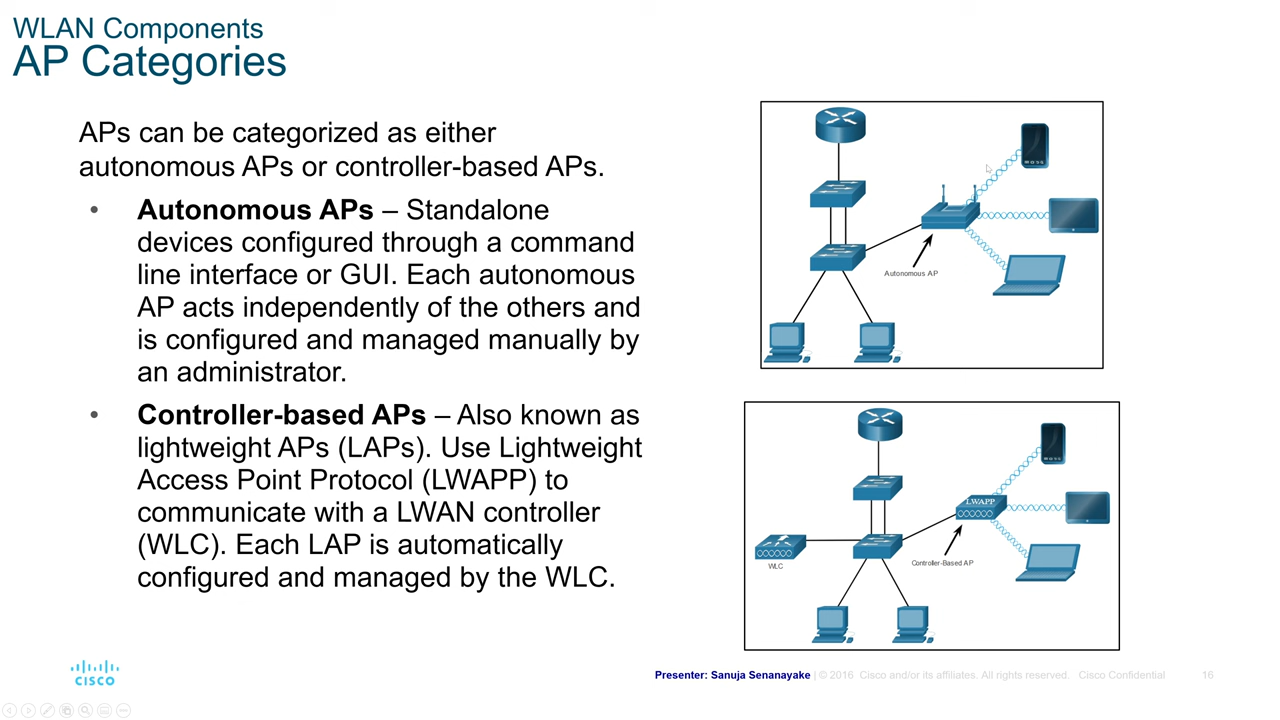 WLAN Components
AP Categories
APs can be categorized as either
autonomous APs or controller-based APs.
• Autonomous APs – Standalone
devices configured through a command
line interface or GUI. Each autonomous
AP acts independently of the others and
is configured and managed manually by
an administrator.
• Controller-based APs – Also known as
lightweight APs (LAPs). Use Lightweight
Access Point Protocol (LWAPP) to
communicate with a LWAN controller
(WLC). Each LAP is automatically
configured and managed by the WLC.
Autonomous AP
LWAPP
WLC
Controller-Based AP
CISCO
Presenter: Sanuja Senanayake | © 2016 Cisco and/or its affiliates. All rights reserved. Cisco Confidential 16